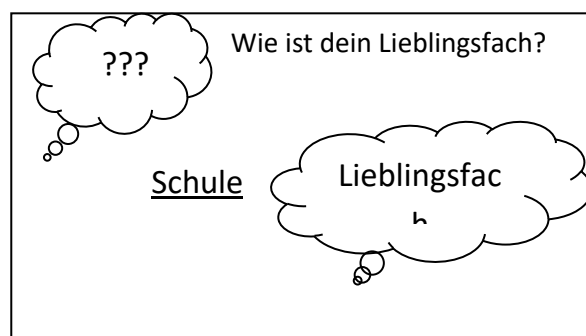 ???
Wie ist dein Lieblingsfach?
Schule
Lieblingsfac
h